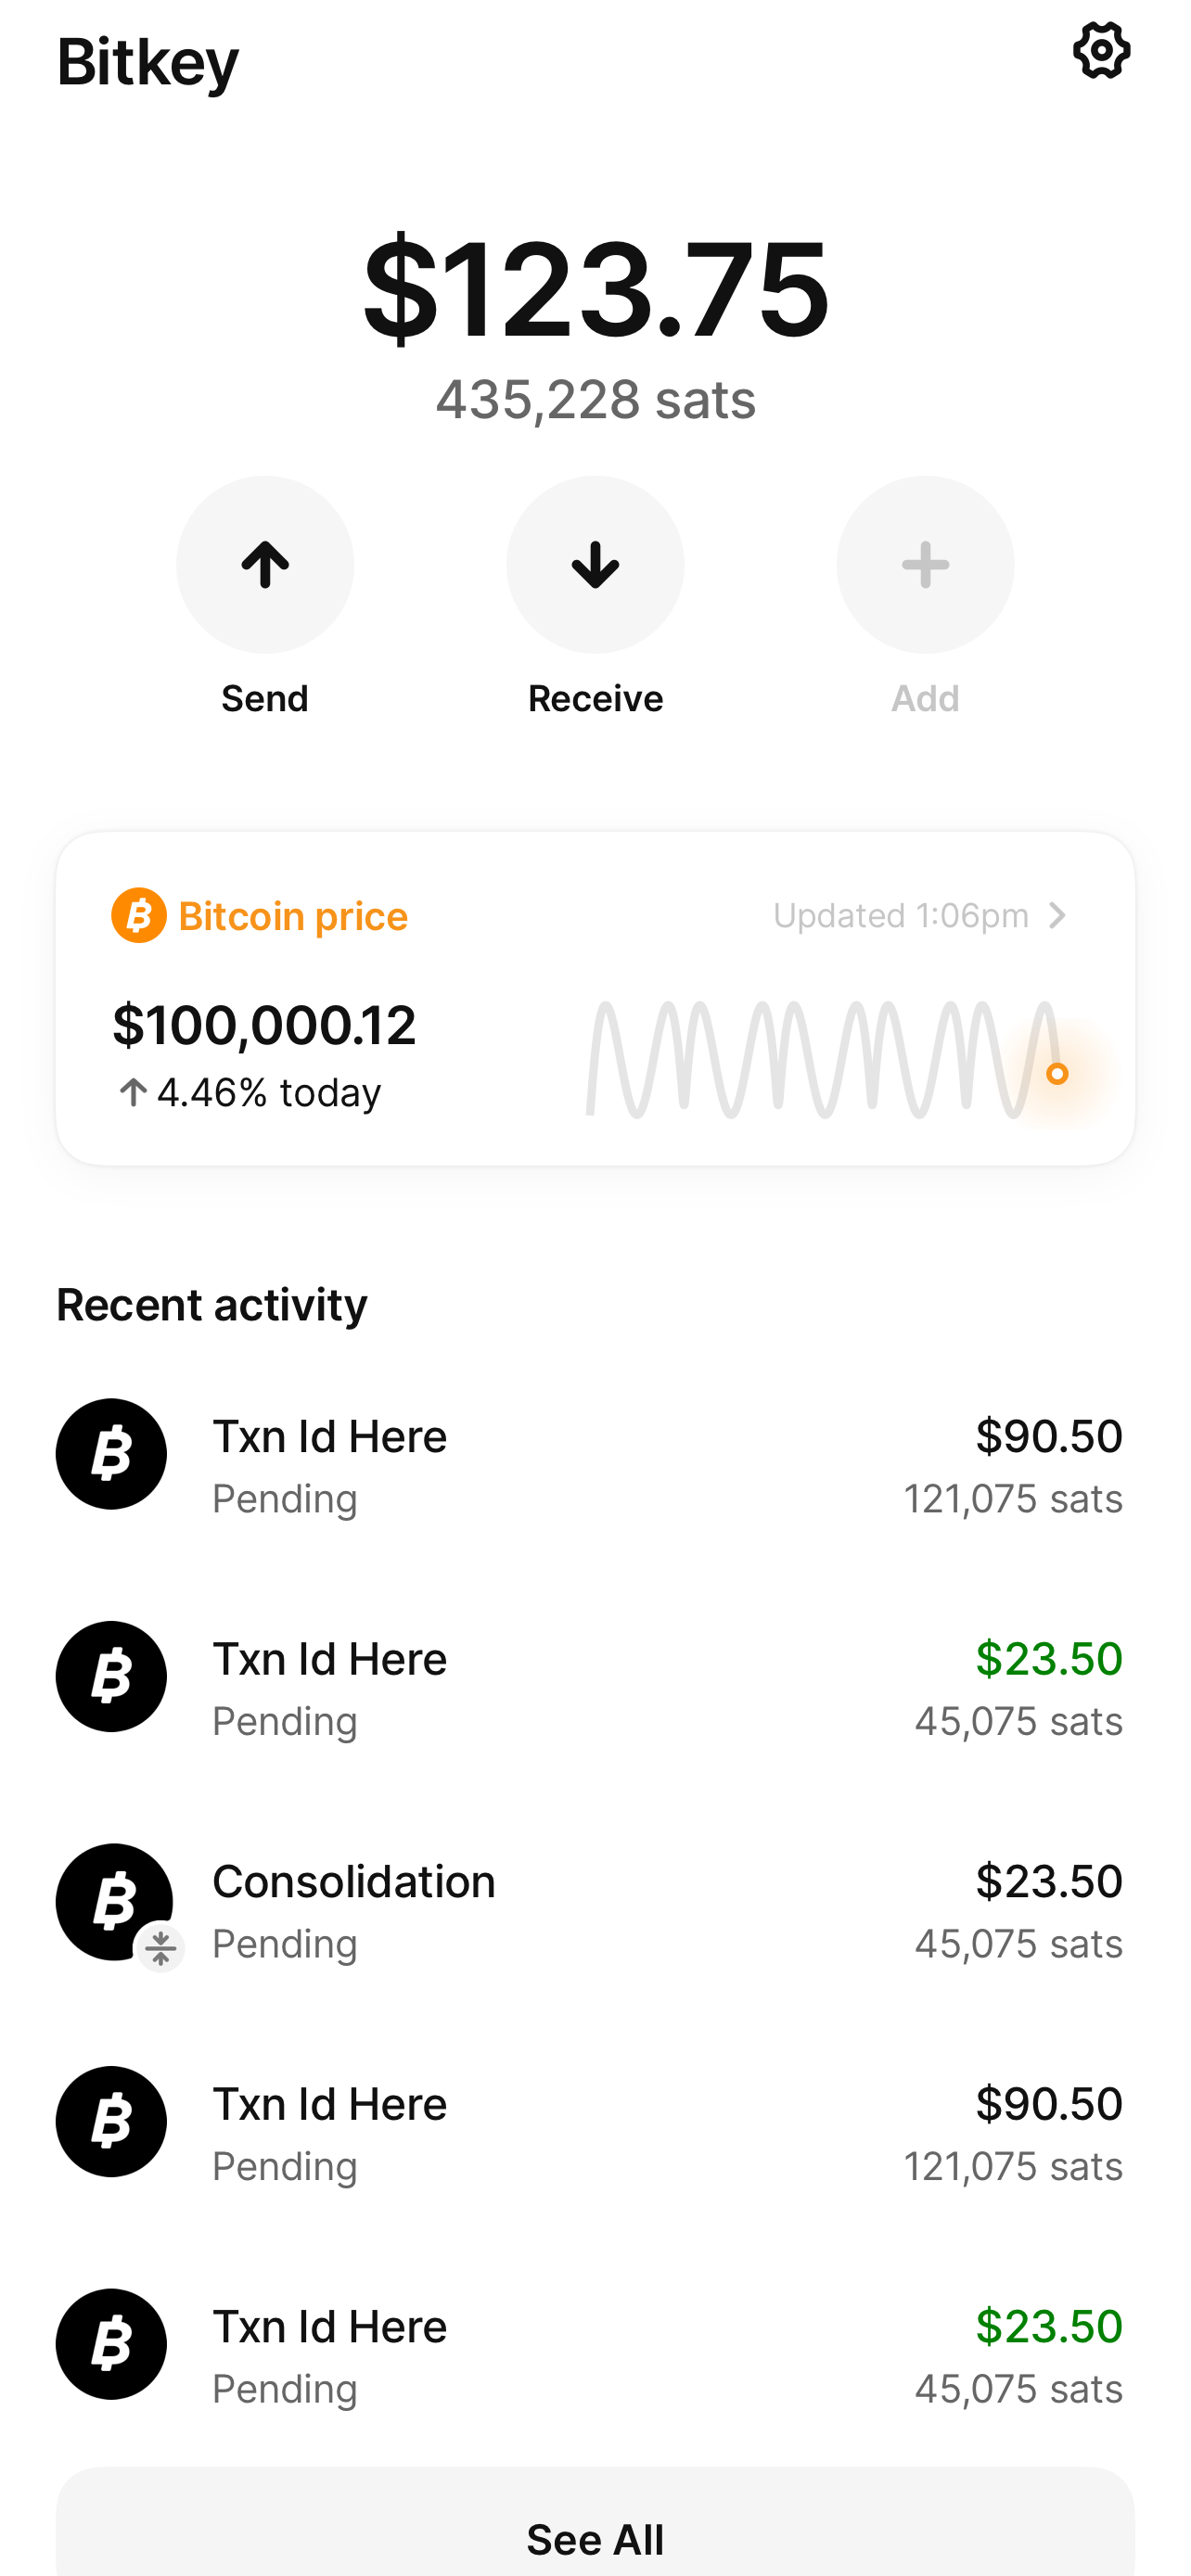 Bitkey
$123.75
435,228 sats
Send
Receive
Add
Bitcoin price
Updated 1:06pm
$100,000.12
4.46% today
Recent activity
Txn Id Here
$90.50
Pending
121,075 sats
Txn Id Here
$23.50
Pending
45,075 sats
Consolidation
$23.50
Pending
45,075 sats
Txn Id Here
$90.50
Pending
121,075 sats
Txn Id Here
$23.50
Pending
45,075 sats
See All